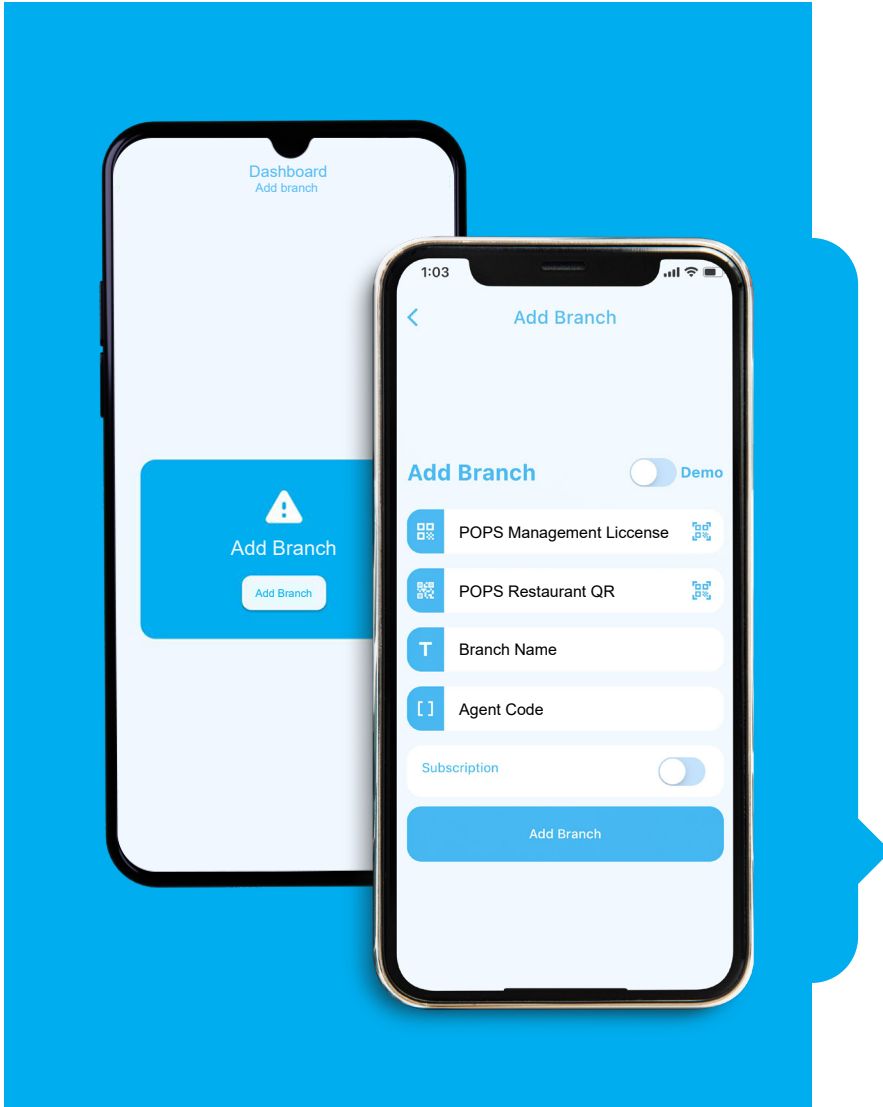 Dashboard
Add branch
Add Branch
Add Branch
1:03
Add Branch
Add Branch
Demo
POPS Management Liccense
POPS Restaurant QR
T
Branch Name
[ ]
Agent Code
Subscription
Add Branch